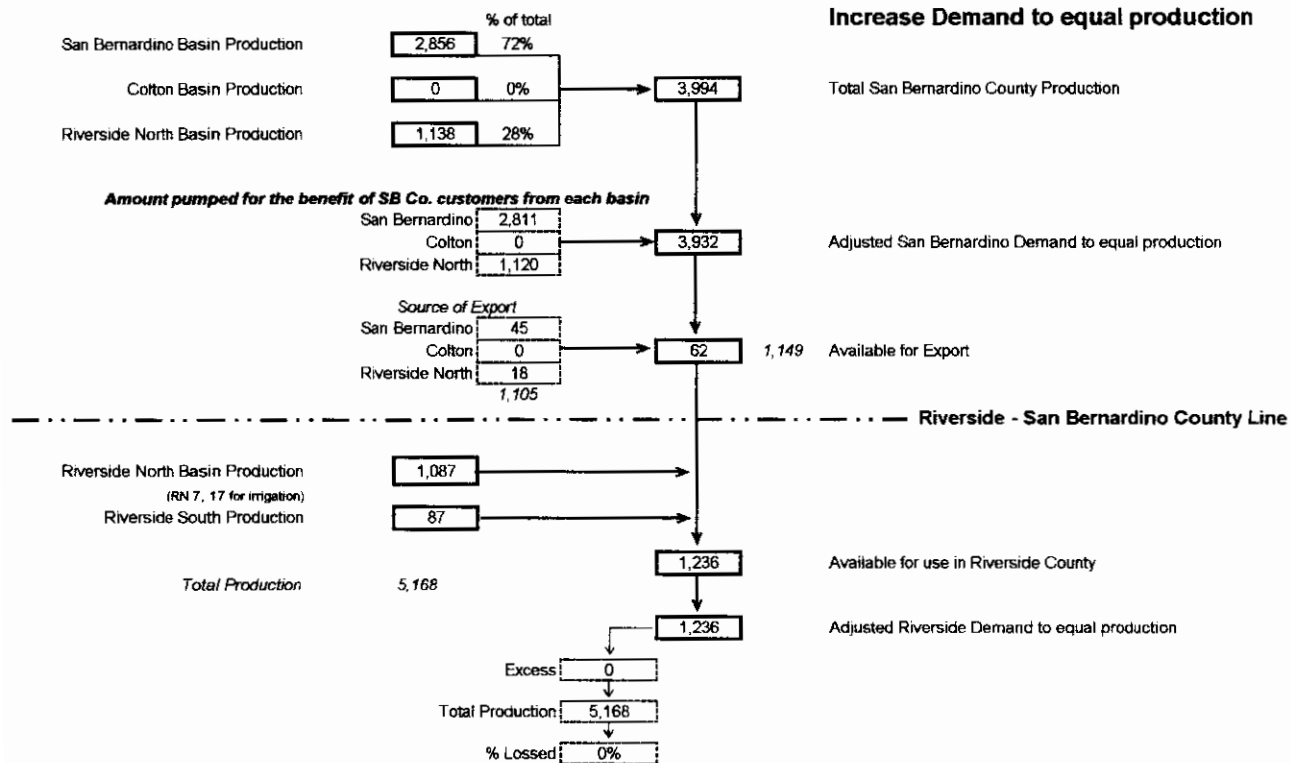 Increase Demand to equal production
% of total
San Bernardino Basin Production 2,856 72%
Colton Basin Production 0 0% 3,994 Total San Bernardino County Production
Riverside North Basin Production 1,138 28%
Amount pumped for the benefit of SB Co. customers from each basin
San Bernardino 2,811
Colton 0 3,932 Adjusted San Bernardino Demand to equal production
Riverside North 1,120
Source of Export
San Bernardino 45
Colton 0 62 1,149 Available for Export
Riverside North 18
1,105
Riverside - San Bernardino County Line
Riverside North Basin Production 1,087
(RN 7, 17 for irrigation)
Riverside South Production 87
1,236 Available for use in Riverside County
Total Production 5,168
1,236 Adjusted Riverside Demand to equal production
Excess 0
Total Production 5,168
% Lossed 0%